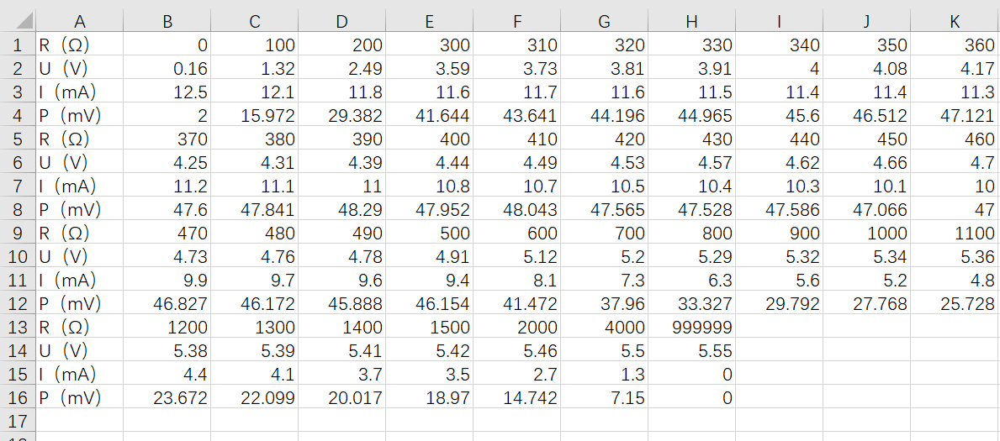 A B C D E F G H I J K
1 R（Ω） 0 100 200 300 310 320 330 340 350 360
2 U（V） 0.16 1.32 2.49 3.59 3.73 3.81 3.91 4 4.08 4.17
3 I（mA） 12.5 12.1 11.8 11.6 11.7 11.6 11.5 11.4 11.4 11.3
4 P（mV） 2 15.972 29.382 41.644 43.641 44.196 44.965 45.6 46.512 47.121
5 R（Ω） 370 380 390 400 410 420 430 440 450 460
6 U（V） 4.25 4.31 4.39 4.44 4.49 4.53 4.57 4.62 4.66 4.7
7 I（mA） 11.2 11.1 11 10.8 10.7 10.5 10.4 10.3 10.1 10
8 P（mV） 47.6 47.841 48.29 47.952 48.043 47.565 47.528 47.586 47.066 47
9 R（Ω） 470 480 490 500 600 700 800 900 1000 1100
10 U（V） 4.73 4.76 4.78 4.91 5.12 5.2 5.29 5.32 5.34 5.36
11 I（mA） 9.9 9.7 9.6 9.4 8.1 7.3 6.3 5.6 5.2 4.8
12 P（mV） 46.827 46.172 45.888 46.154 41.472 37.96 33.327 29.792 27.768 25.728
13 R（Ω） 1200 1300 1400 1500 2000 4000 999999
14 U（V） 5.38 5.39 5.41 5.42 5.46 5.5 5.55
15 I（mA） 4.4 4.1 3.7 3.5 2.7 1.3 0
16 P（mV） 23.672 22.099 20.017 18.97 14.742 7.15 0
17